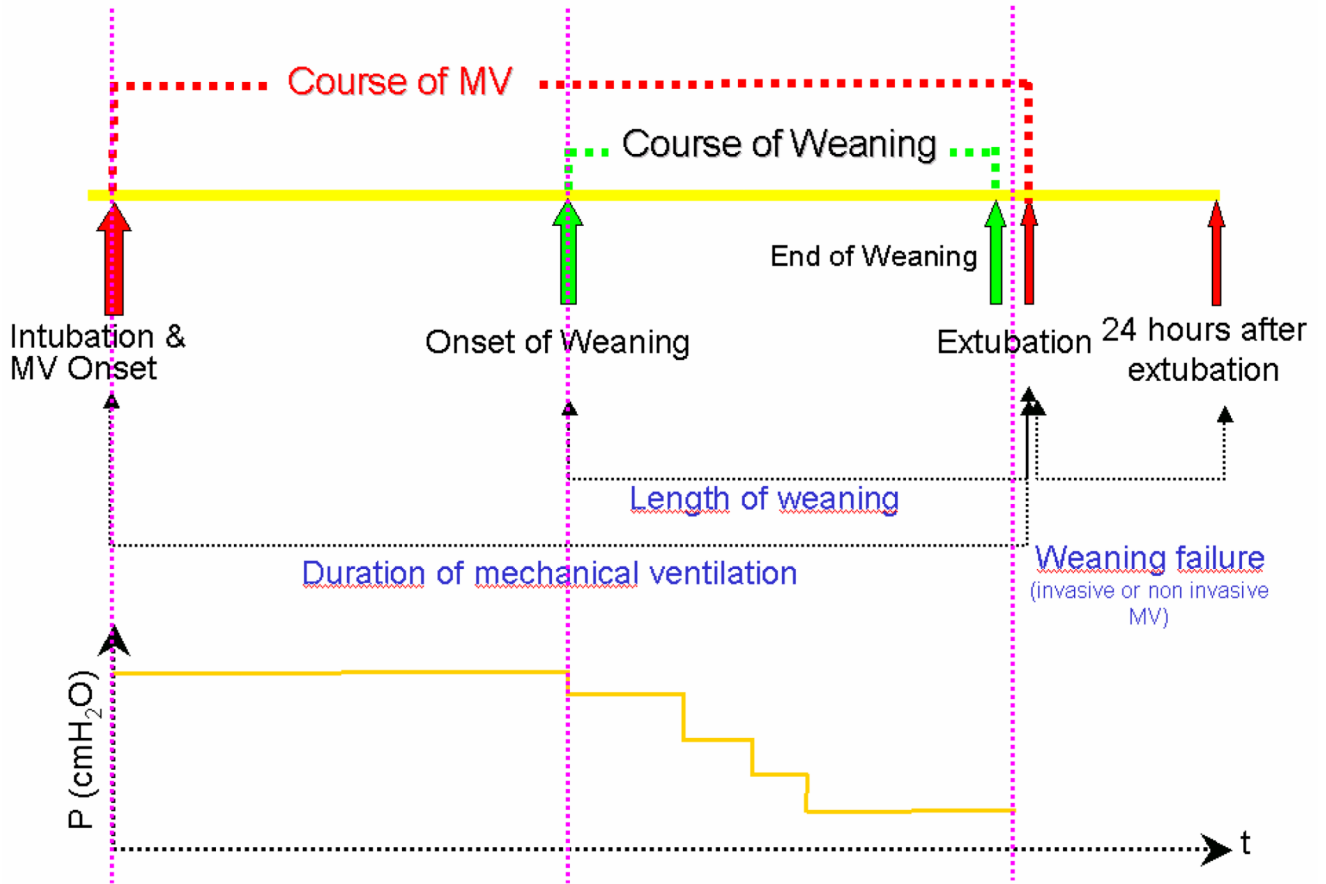 Course of MV
Course of Weaning
End of Weaning
Intubation &
MV Onset
Onset of Weaning
Extubation
24 hours after
extubation
Length of weaning
Duration of mechanical ventilation
Weaning failure
(invasive or non invasive
MV)
P (cmH₂O)
t